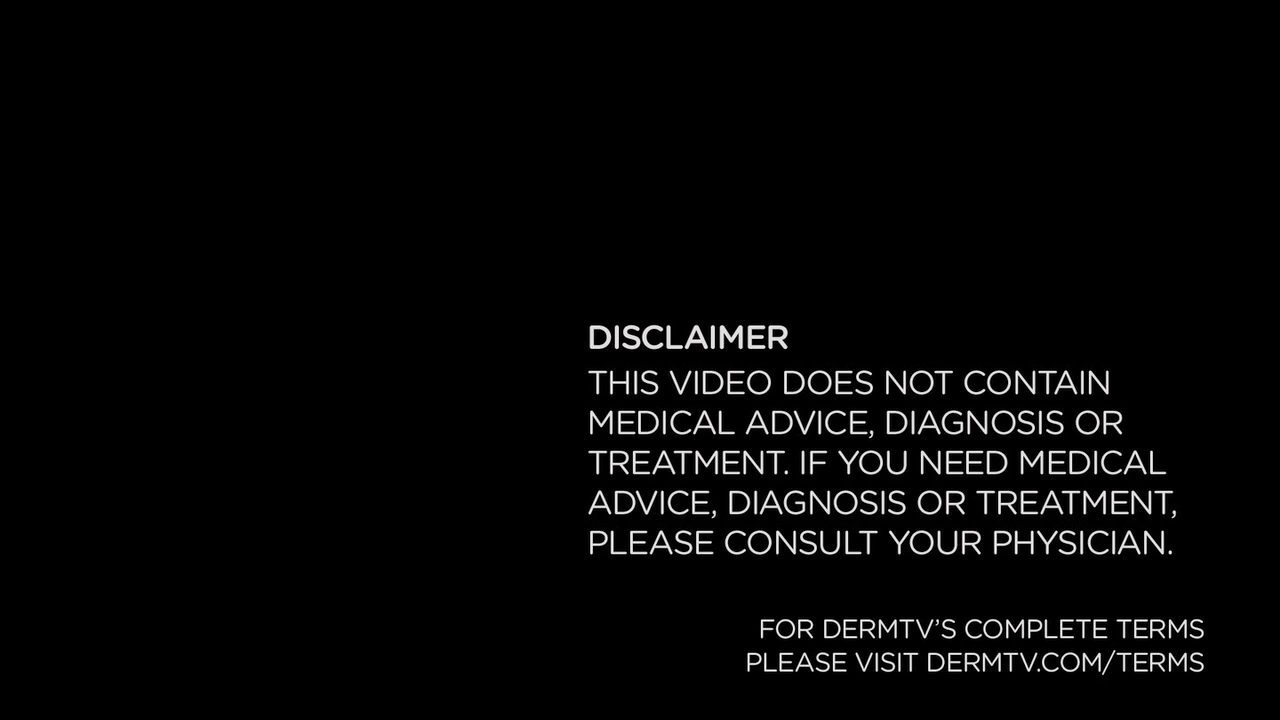 DISCLAIMER
THIS VIDEO DOES NOT CONTAIN
MEDICAL ADVICE, DIAGNOSIS OR
TREATMENT. IF YOU NEED MEDICAL
ADVICE, DIAGNOSIS OR TREATMENT,
PLEASE CONSULT YOUR PHYSICIAN.
FOR DERMTV’S COMPLETE TERMS
PLEASE VISIT DERMTV.COM/TERMS